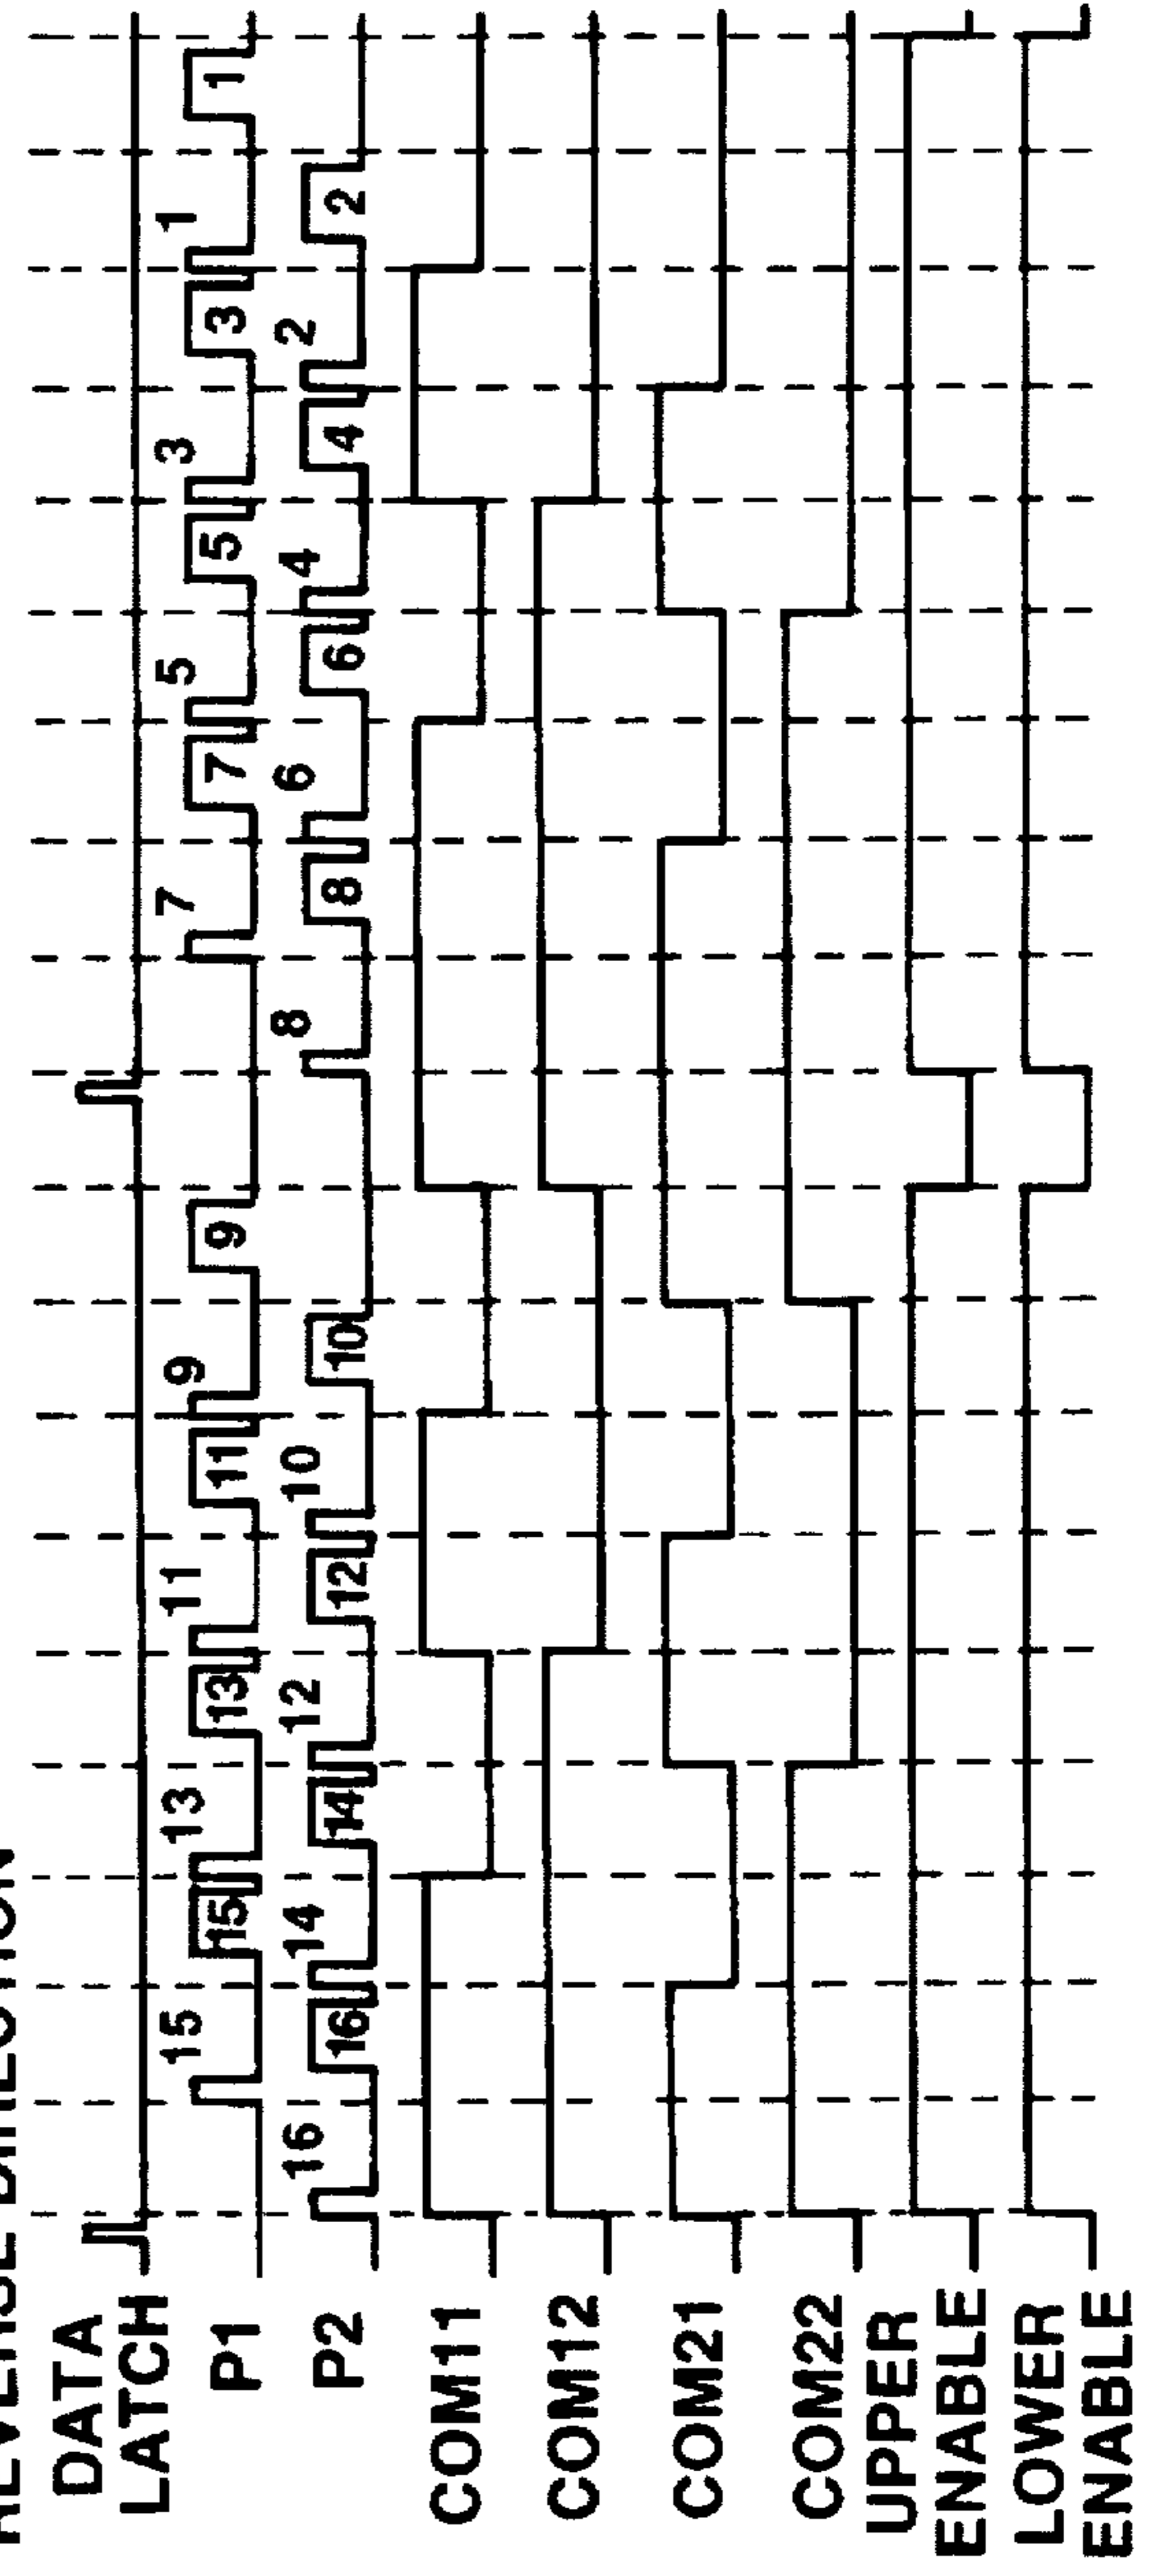 REVERSE DIRECTION
DATA
LATCH
15 13 11 9 7 5 3 1
P1 15 13 11 9 7 5 3 1
16 14 12 10 8 6 4 2
P2 16 14 12 10 8 6 4 2
COM11
COM12
COM21
COM22
UPPER
ENABLE
LOWER
ENABLE